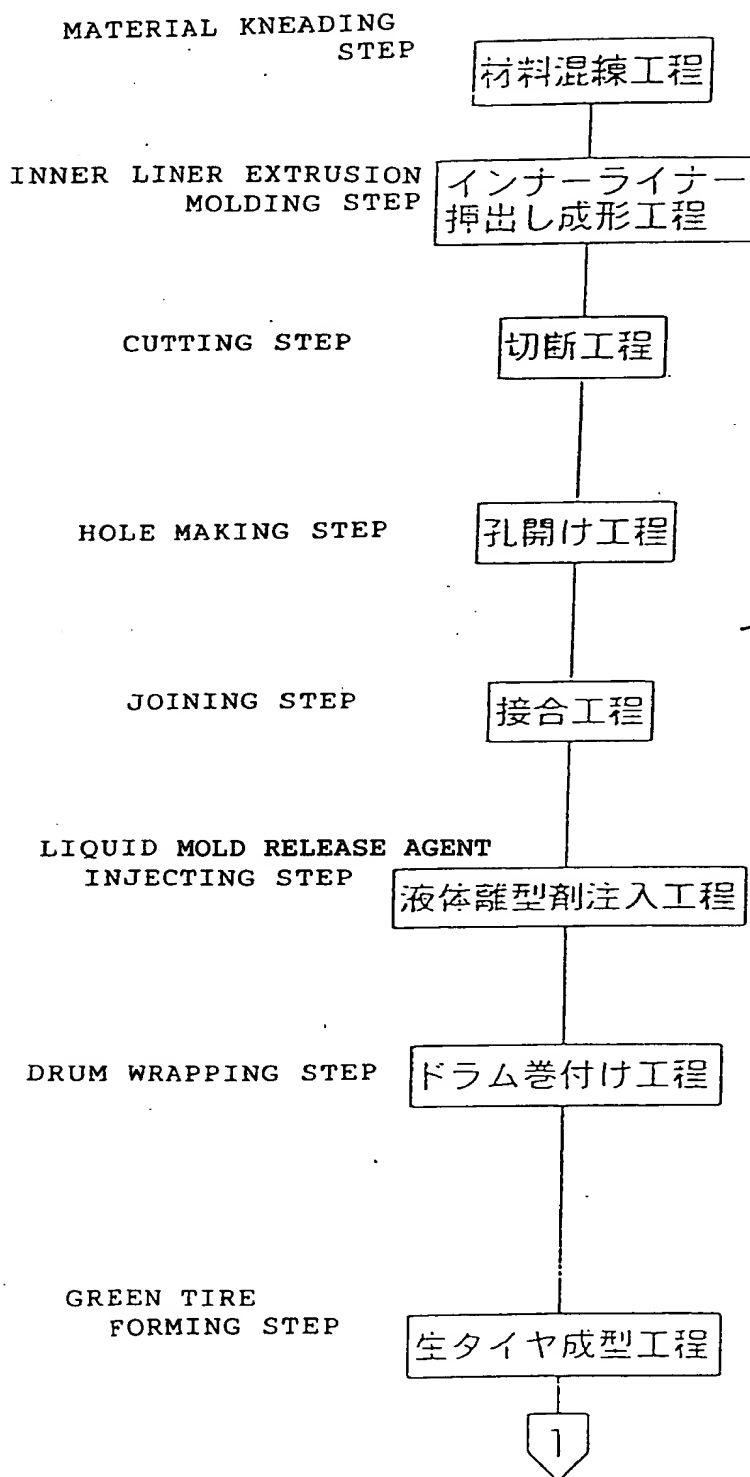 MATERIAL KNEADING
STEP
材料混練工程
INNER LINER EXTRUSION
MOLDING STEP
インナーライナー
押出し成形工程
CUTTING STEP
切断工程
HOLE MAKING STEP
孔開け工程
JOINING STEP
接合工程
LIQUID MOLD RELEASE AGENT
INJECTING STEP
液体離型剤注入工程
DRUM WRAPPING STEP
ドラム巻付け工程
GREEN TIRE
FORMING STEP
生タイヤ成型工程
1